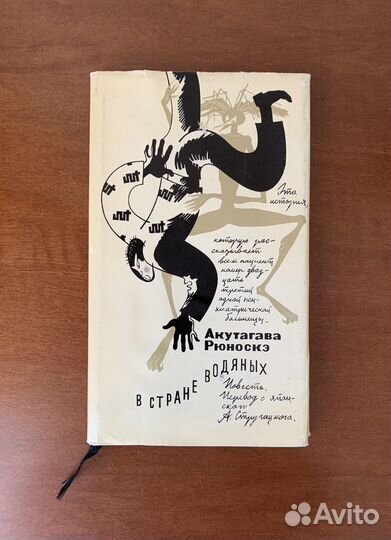 Эта
история,
которую рас-
сказывает
всем пациент
номер двад-
цать
третий
одной пси-
хиатрической
больницы.
Акутагава
Рюноскэ
В СТРАНЕ ВОДЯНЫХ
Повесть.
Перевод с япон-
ского
А. Стругацкого.
Avito